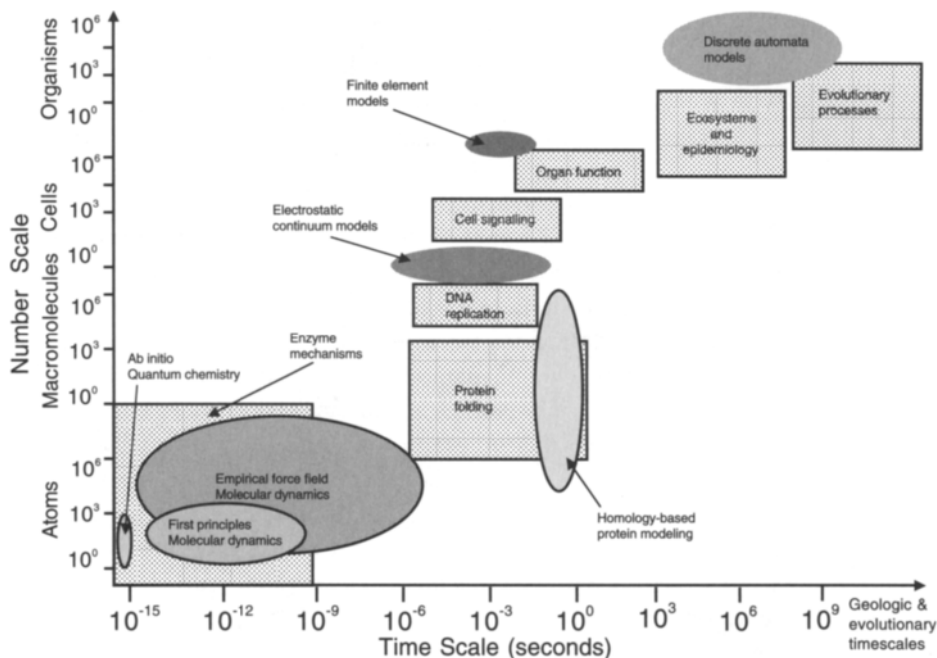 Number Scale
Organisms
Cells
Macromolecules
Atoms
10^6
10^3
10^0
10^6
10^3
10^0
10^6
10^3
10^0
10^6
10^3
10^0
Discrete automata
models
Evolutionary
processes
Ecosystems
and
epidemiology
Finite element
models
Organ function
Cell signalling
Electrostatic
continuum models
DNA
replication
Enzyme
mechanisms
Ab initio
Quantum chemistry
Protein
folding
Empirical force field
Molecular dynamics
First principles
Molecular dynamics
Homology-based
protein modeling
10^-15
10^-12
10^-9
10^-6
10^-3
10^0
10^3
10^6
10^9
Geologic &
evolutionary
timescales
Time Scale (seconds)